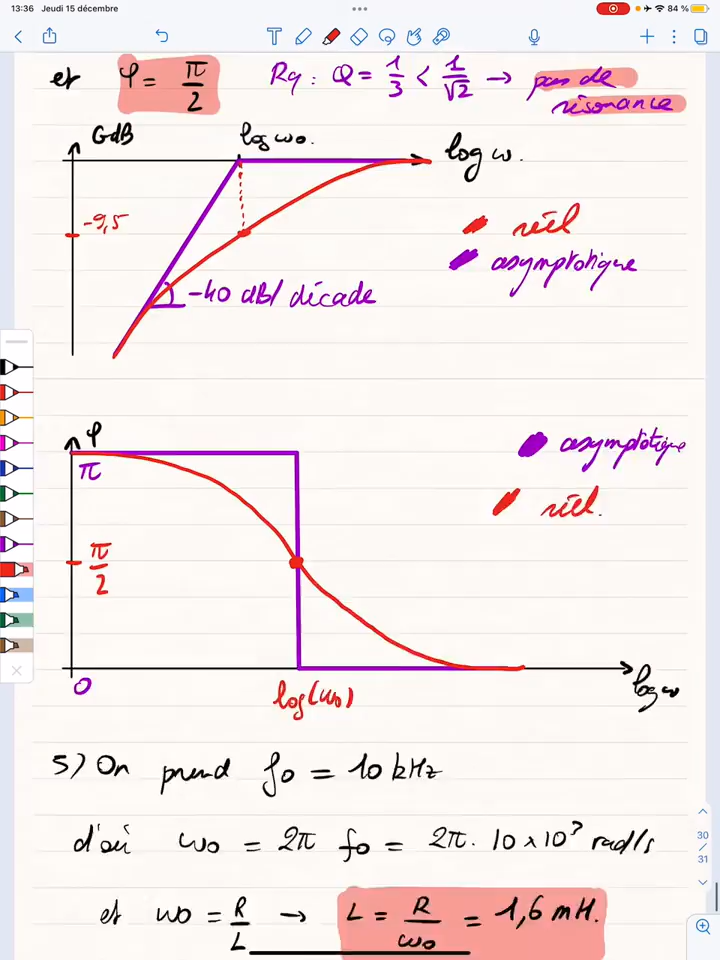 13:36 Jeudi 15 décembre
84 %
et φ = π/2 Rq : Q = 1/3 < 1/√2 → pas de
résonance
GdB
log ω0.
log ω.
-9,5
réel
asymptotique
-40 dB/décade
φ
asymptotique
π
réel.
π/2
0
log(ω0)
log ω
5) On prend f0 = 10 kHz
d'où ω0 = 2π f0 = 2π. 10 × 10³ rad/s
30
/
31
et ω0 = R/L → L = R/ω0 = 1,6 mH.